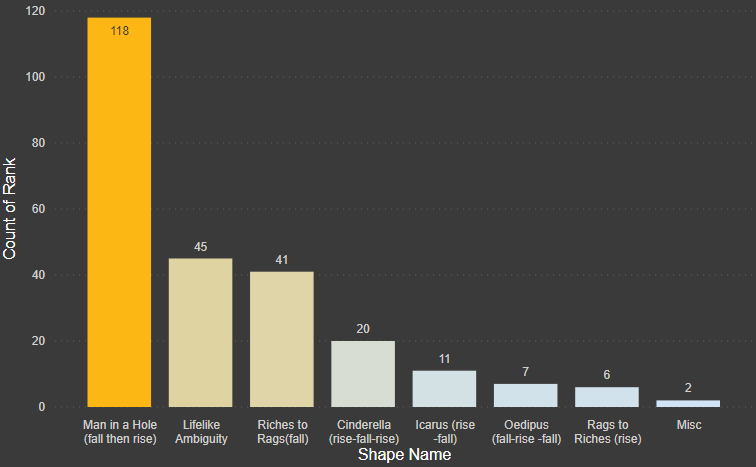 120
100
80
60
40
20
0
Count of Rank
118
45
41
20
11
7
6
2
Man in a Hole
(fall then rise)
Lifelike
Ambiguity
Riches to
Rags(fall)
Cinderella
(rise-fall-rise)
Icarus (rise
-fall)
Oedipus
(fall-rise -fall)
Rags to
Riches (rise)
Misc
Shape Name